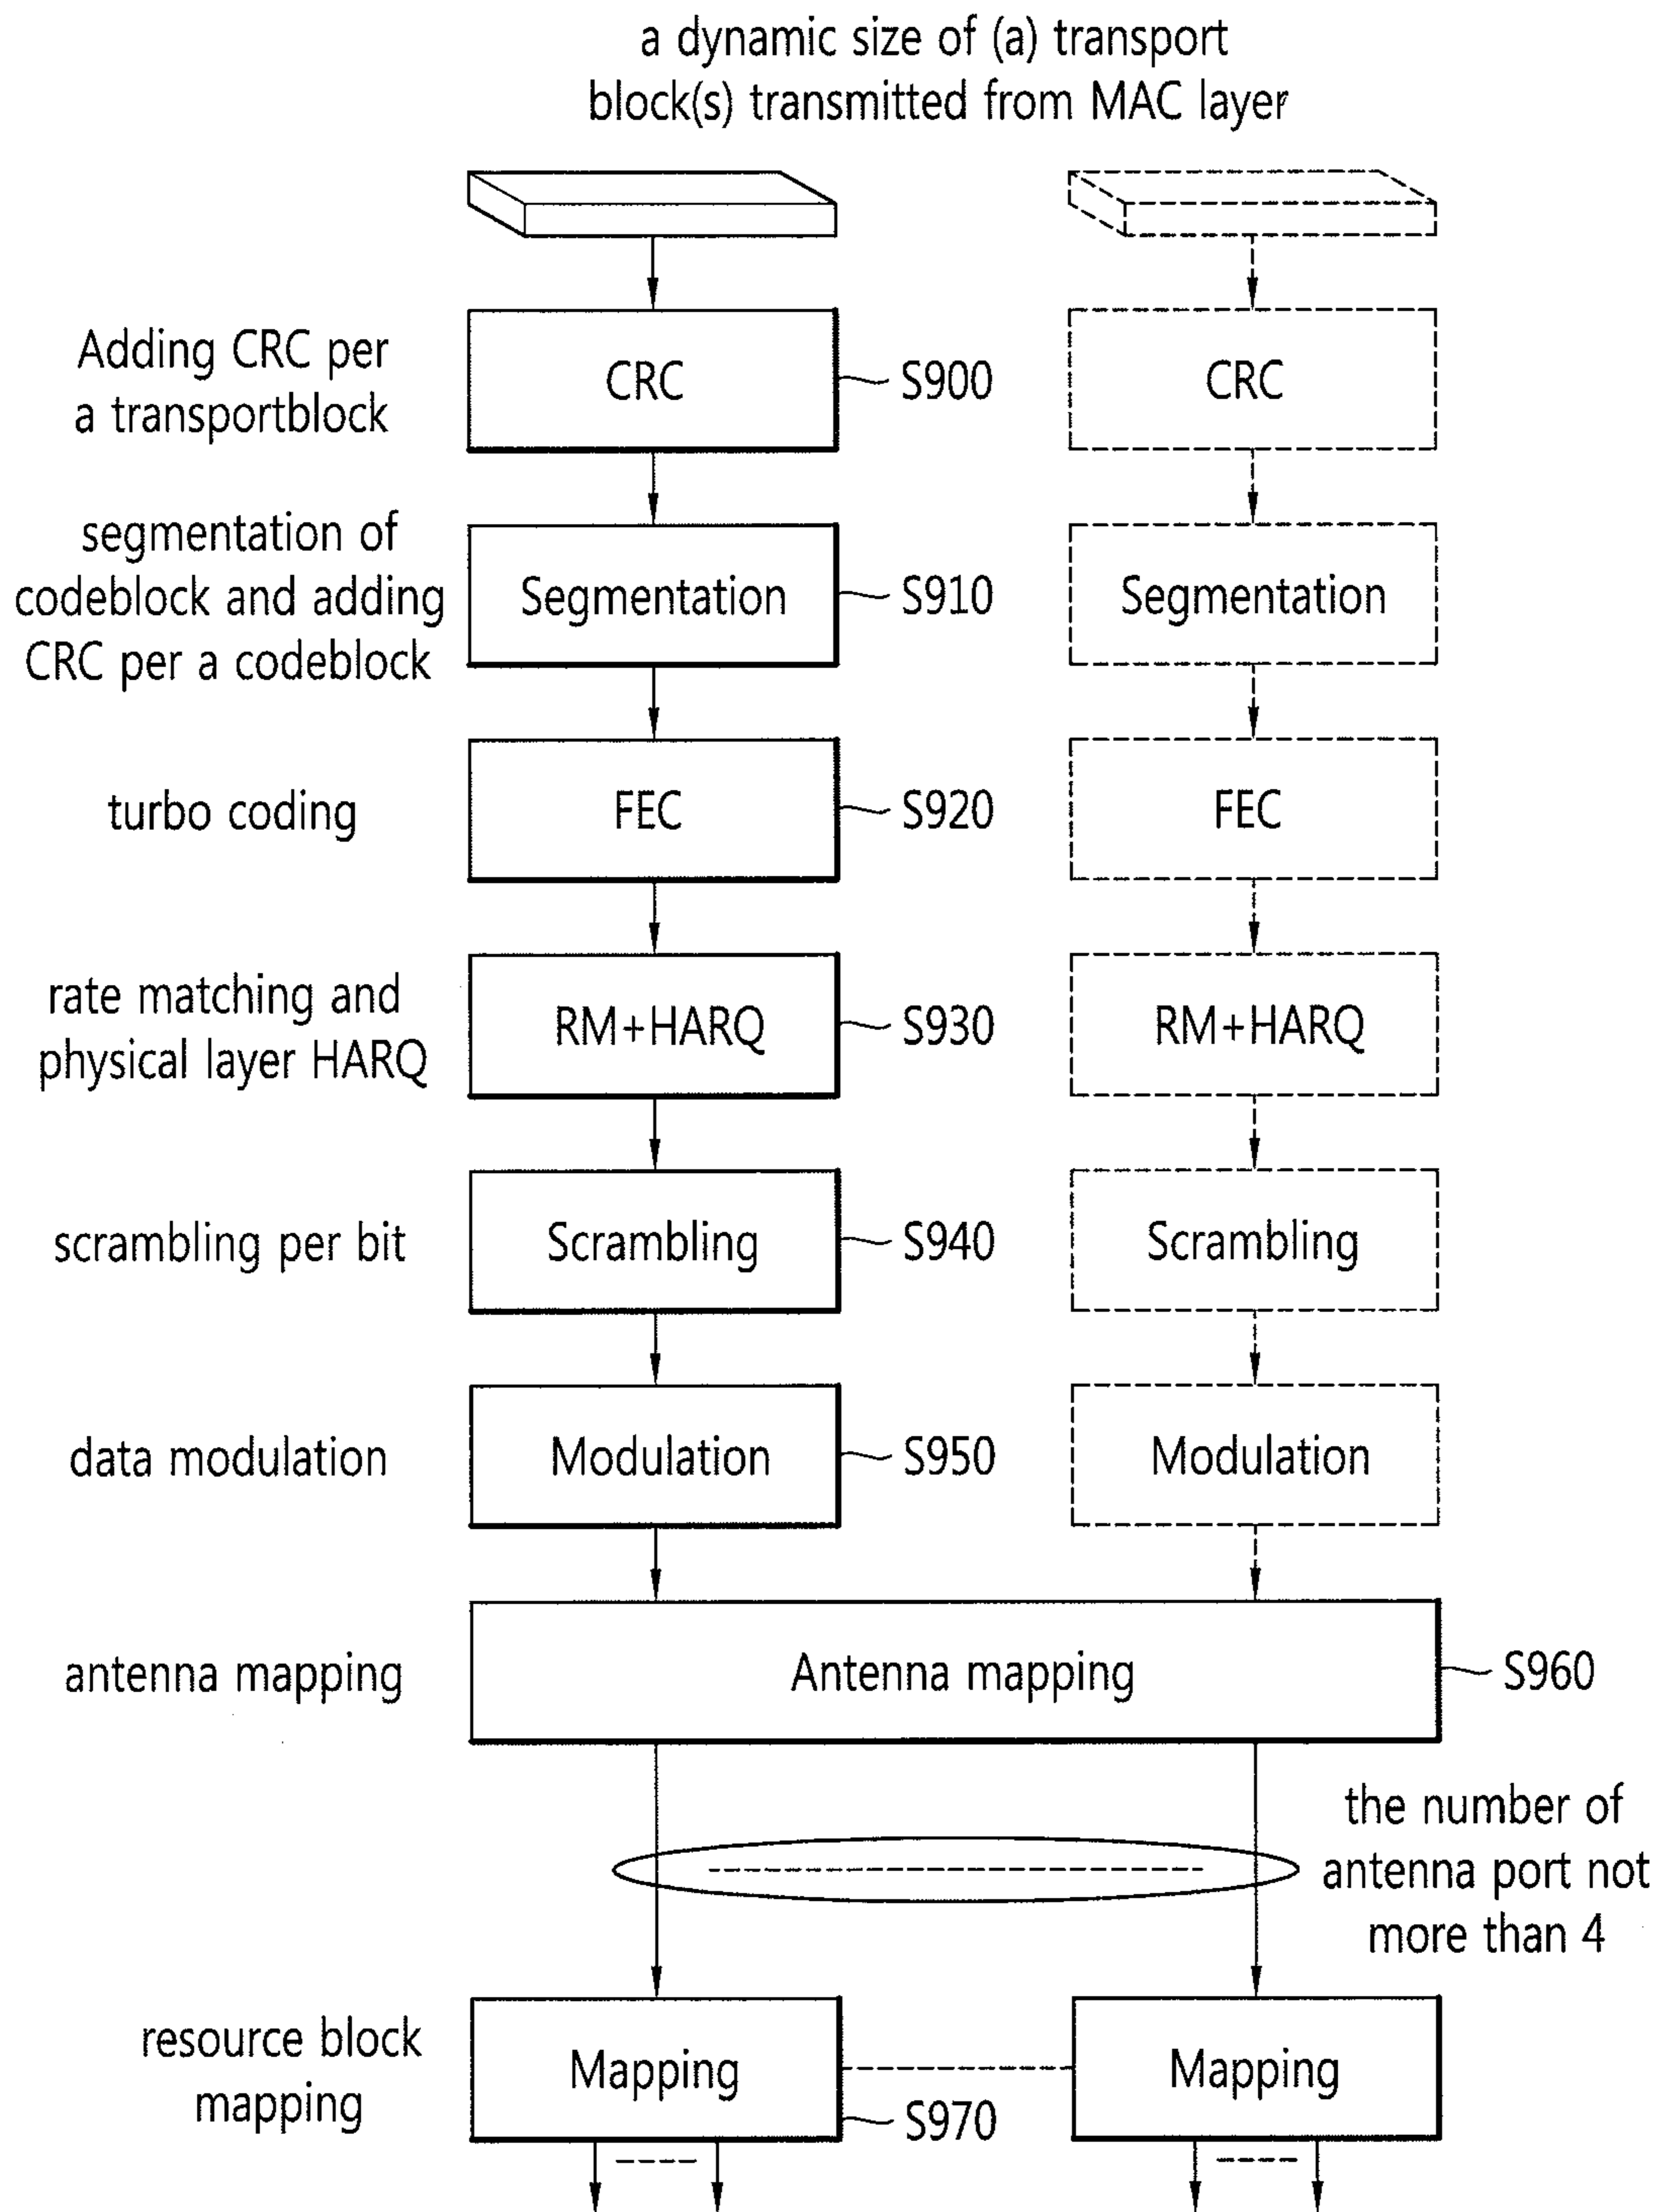 a dynamic size of (a) transport
block(s) transmitted from MAC layer
Adding CRC per
a transportblock
CRC
S900
CRC
segmentation of
codeblock and adding
CRC per a codeblock
Segmentation
S910
Segmentation
turbo coding
FEC
S920
FEC
rate matching and
physical layer HARQ
RM+HARQ
S930
RM+HARQ
scrambling per bit
Scrambling
S940
Scrambling
data modulation
Modulation
S950
Modulation
antenna mapping
Antenna mapping
S960
the number of
antenna port not
more than 4
resource block
mapping
Mapping
S970
Mapping